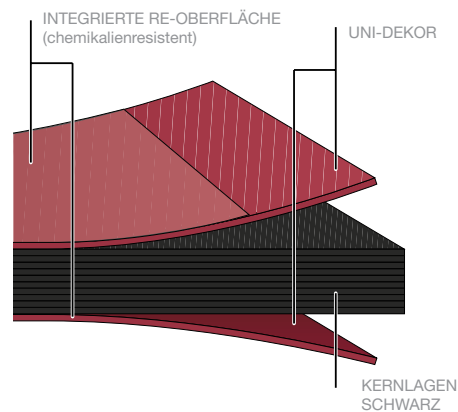 INTEGRIERTE RE-OBERFLÄCHE
(chemikalienresistent)
UNI-DEKOR
KERNLAGEN
SCHWARZ